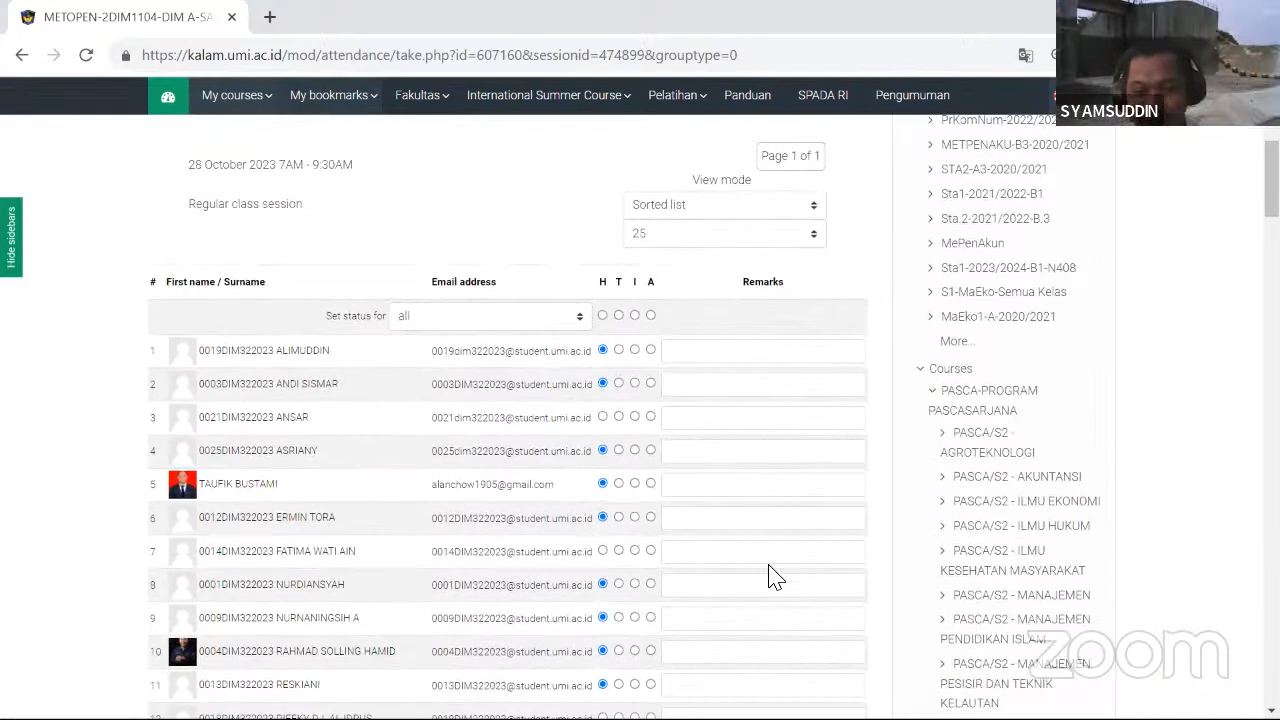 METOPEN-2DIM1104-DIM A-SA
https://kalam.umi.ac.id/mod/attendance/take.php?id=60710&sessionid=474899&grouptype=0
My courses
My bookmarks
Course
Pelatihan
Panduan
SPADA RI
Pengumuman
SYAMSUDDIN
Hide sidebars
28 October 2023 7AM - 9:30AM
Page 1 of 1
View mode
Regular class session
Sorted list
25
# First name / Surname Email address H T I A Remarks
Set status for all
1 0019DIM322023 ALIMUDDIN 0019dim322023@student.umi.ac.id
2 0003DIM322023 ANDI SISMAR 0003DIM322023@student.umi.ac.id
3 0021DIM322023 ANSAR 0021dim322023@student.umi.ac.id
4 0025DIM322023 ASRIANY 0025dim322023@student.umi.ac.id
5 TAUFIK BUSTAMI
6 0012DIM322023 ERMIN TORA 0012DIM322023@student.umi.ac.id
7 0014DIM322023 FATIMA WATI AIN 0014DIM322023@student.umi.ac.id
8 0001DIM322023 NURDIANSYAH 0001DIM322023@student.umi.ac.id
9 0009DIM322023 NURHANINGSIH A 0009DIM322023@student.umi.ac.id
10 0004DIM322023 RAHMAD SOLLING HAMID 0004DIM322023@student.umi.ac.id
11 0013DIM322023 RESKIANI 0013DIM322023@student.umi.ac.id
METPENAKU-B3-2020/2021
STA2-A3-2020/2021
Sta1-2021/2022-B1
Sta.2-2021/2022-B.3
MePenAkun
Sta1-2023/2024-B1-N408
S1-MaEko-Semua Kelas
MaEko1-A-2020/2021
More...
Courses
PASCA-PROGRAM
PASCASARJANA
PASCA/S2 -
AGROTEKNOLOGI
PASCA/S2 - AKUNTANSI
PASCA/S2 - ILMU EKONOMI
PASCA/S2 - ILMU HUKUM
PASCA/S2 - ILMU
KESEHATAN MASYARAKAT
PASCA/S2 - MANAJEMEN
PASCA/S2 - MANAJEMEN
PENDIDIKAN ISLAM
PASCA/S2 - MANAJEMEN
PESISIR DAN TEKNIK
KELAUTAN
zoom